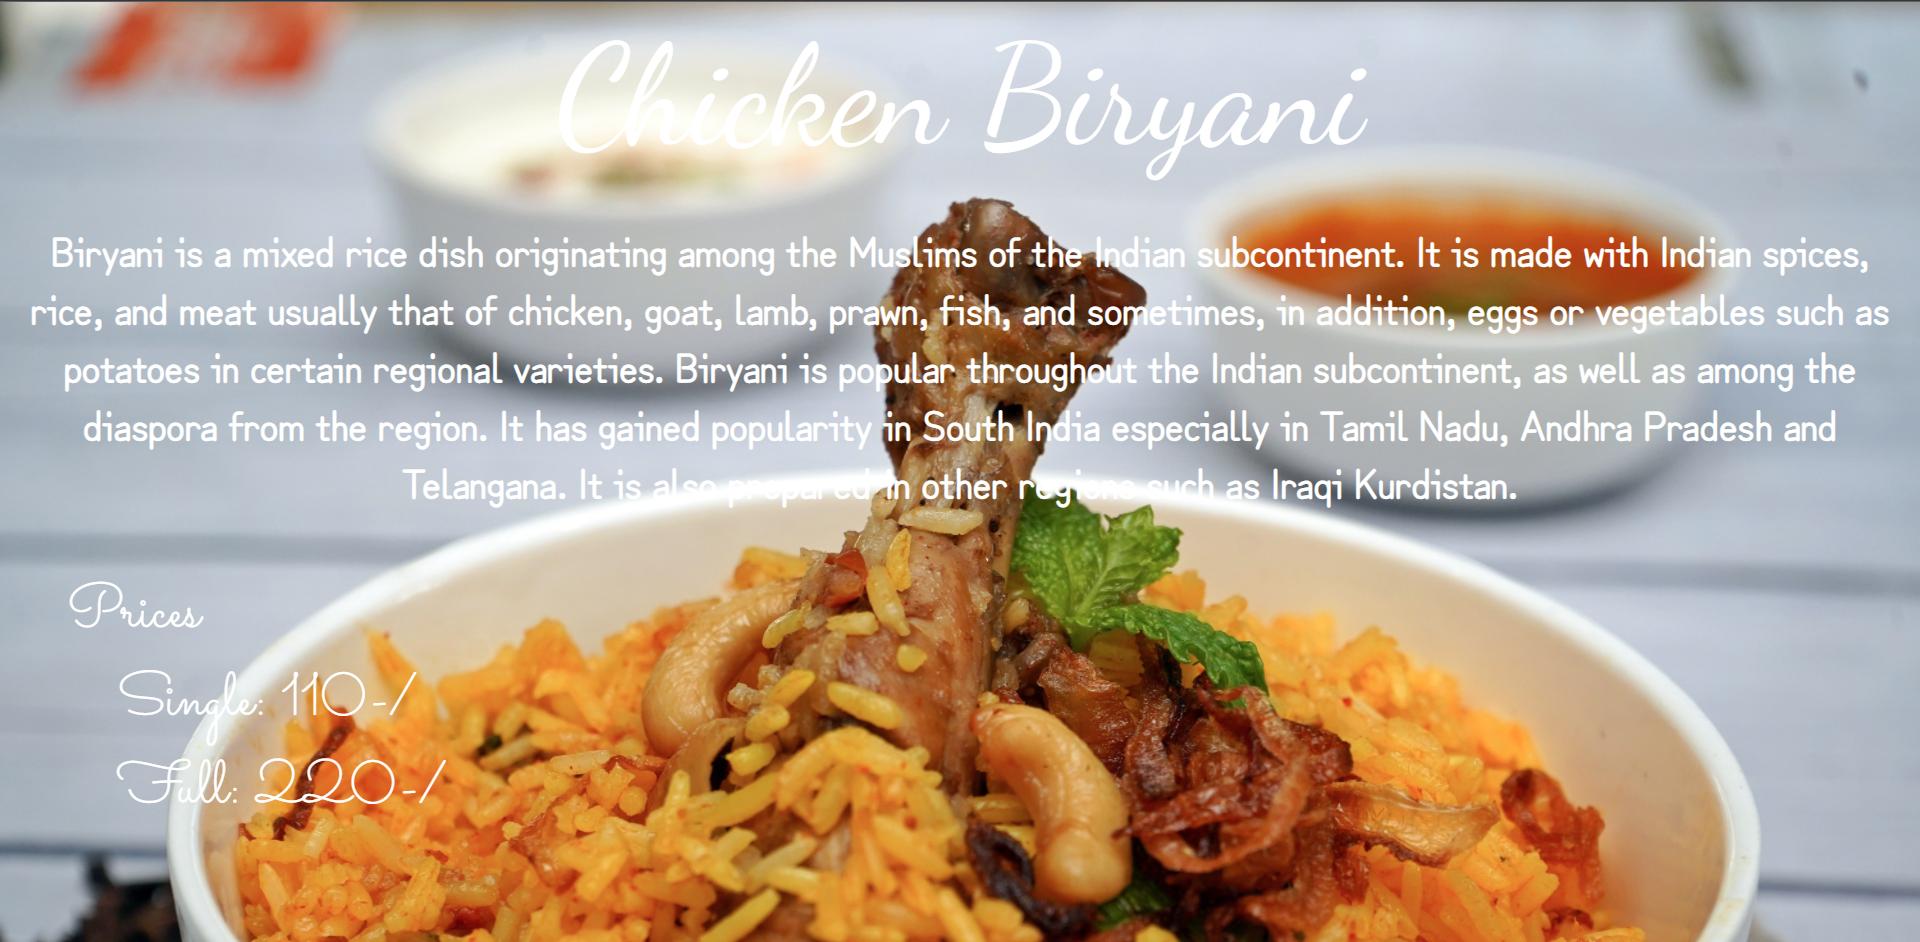 Chicken Biryani
Biryani is a mixed rice dish originating among the Muslims of the Indian subcontinent. It is made with Indian spices,
rice, and meat usually that of chicken, goat, lamb, prawn, fish, and sometimes, in addition, eggs or vegetables such as
potatoes in certain regional varieties. Biryani is popular throughout the Indian subcontinent, as well as among the
diaspora from the region. It has gained popularity in South India especially in Tamil Nadu, Andhra Pradesh and
Telangana. It is also prepared in other regions such as Iraqi Kurdistan.
Prices
Single: 110-/
Full: 220-/